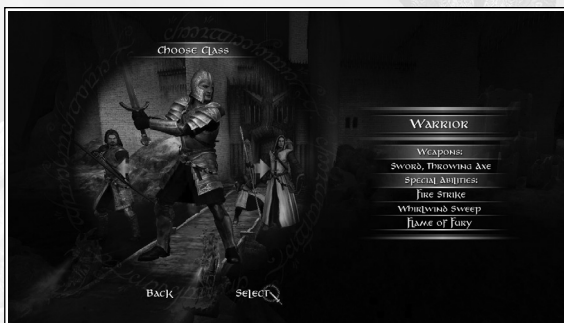 Choose Class
Warrior
Weapons:
Sword, Throwing Axe
Special Abilities:
Fire Strike
Whirlwind Sweep
Flame of Fury
Back
Select